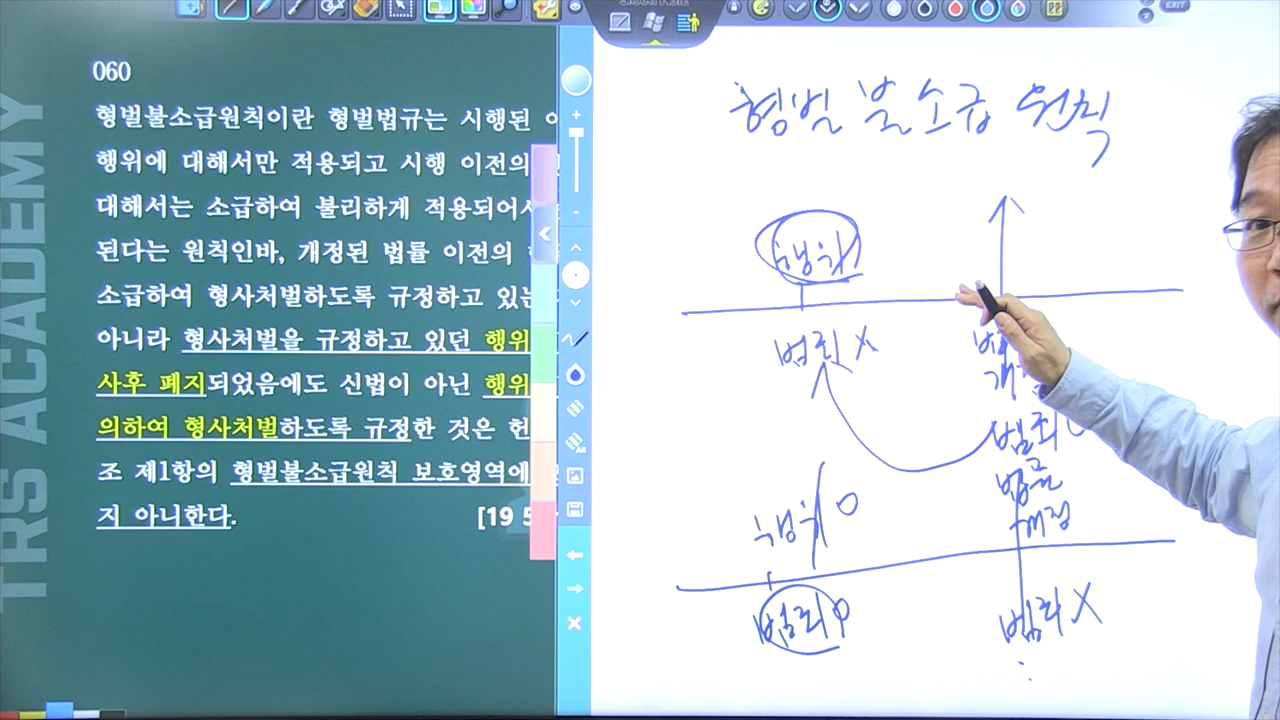 060
형벌불소급원칙이란 형벌법규는 시행된 이
행위에 대해서만 적용되고 시행 이전의
대해서는 소급하여 불리하게 적용되어서
된다는 원칙인바, 개정된 법률 이전의
소급하여 형사처벌하도록 규정하고 있는
아니라 형사처벌을 규정하고 있던 행위
사후 폐지되었음에도 신법이 아닌 행위
의하여 형사처벌하도록 규정한 것은 헌
조 제1항의 형벌불소급원칙 보호영역에
지 아니한다.
[19 5
TRS ACADEMY
EXIT
형벌 불소급 원칙
행위
범죄 X
범죄
행위 O
개정
범죄
범죄 X